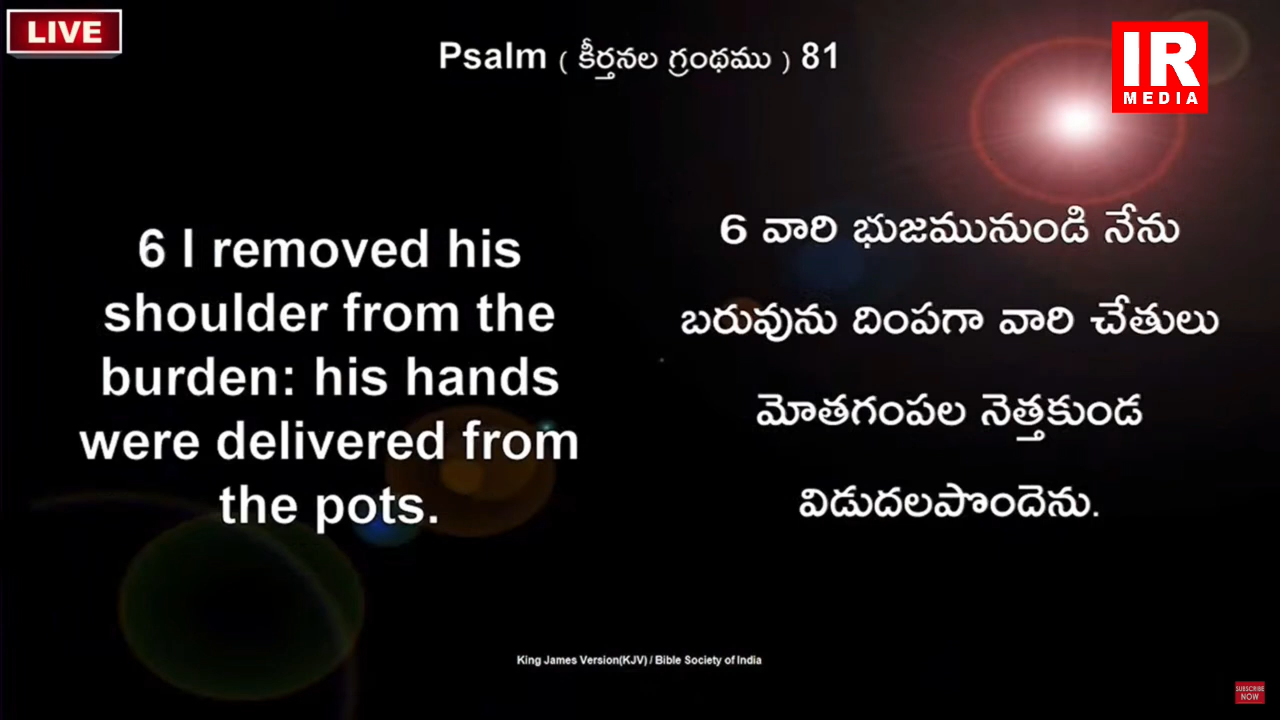 LIVE
Psalm ( కీర్తనల గ్రంథము ) 81
IR
MEDIA
6 I removed his
shoulder from the
burden: his hands
were delivered from
the pots.
6 వారి భుజమునుండి నేను
బరువును దింపగా వారి చేతులు
మోతగంపల నెత్తకుండ
విడుదలపొందెను.
King James Version(KJV) / Bible Society of India
SUBSCRIBE
NOW